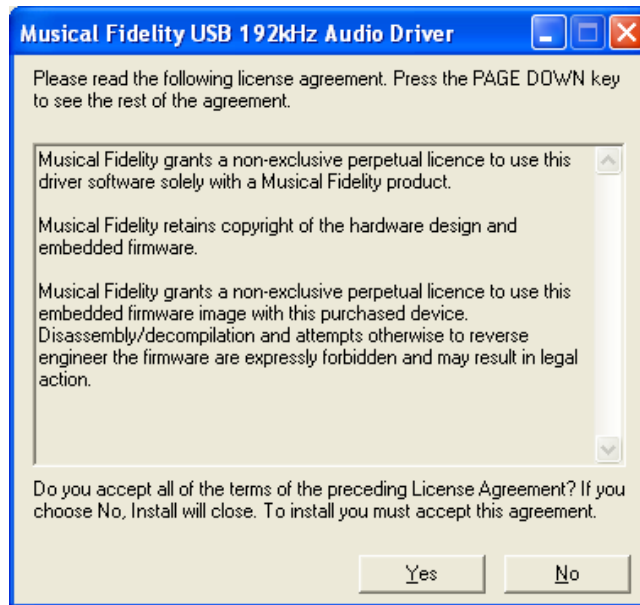 Musical Fidelity USB 192kHz Audio Driver
Please read the following license agreement. Press the PAGE DOWN key
to see the rest of the agreement.
Musical Fidelity grants a non-exclusive perpetual licence to use this
driver software solely with a Musical Fidelity product.
Musical Fidelity retains copyright of the hardware design and
embedded firmware.
Musical Fidelity grants a non-exclusive perpetual licence to use this
embedded firmware image with this purchased device.
Disassembly/decompilation and attempts otherwise to reverse
engineer the firmware are expressly forbidden and may result in legal
action.
Do you accept all of the terms of the preceding License Agreement? If you
choose No, Install will close. To install you must accept this agreement.
Yes
No